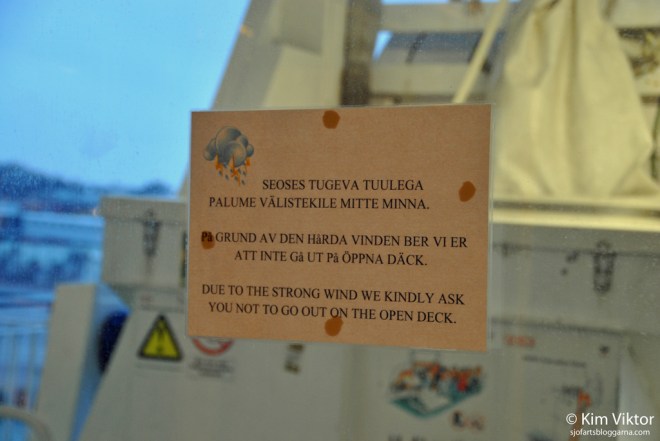 SEOSES TUGEVA TUULEGA
PALUME VÄLISTEKILE MITTE MINNA.
På GRUND AV DEN HåRDA VINDEN BER VI ER
ATT INTE Gå UT På ÖPPNA DÄCK.
DUE TO THE STRONG WIND WE KINDLY ASK
YOU NOT TO GO OUT ON THE OPEN DECK.
© Kim Viktor
sjofartsbloggama.com